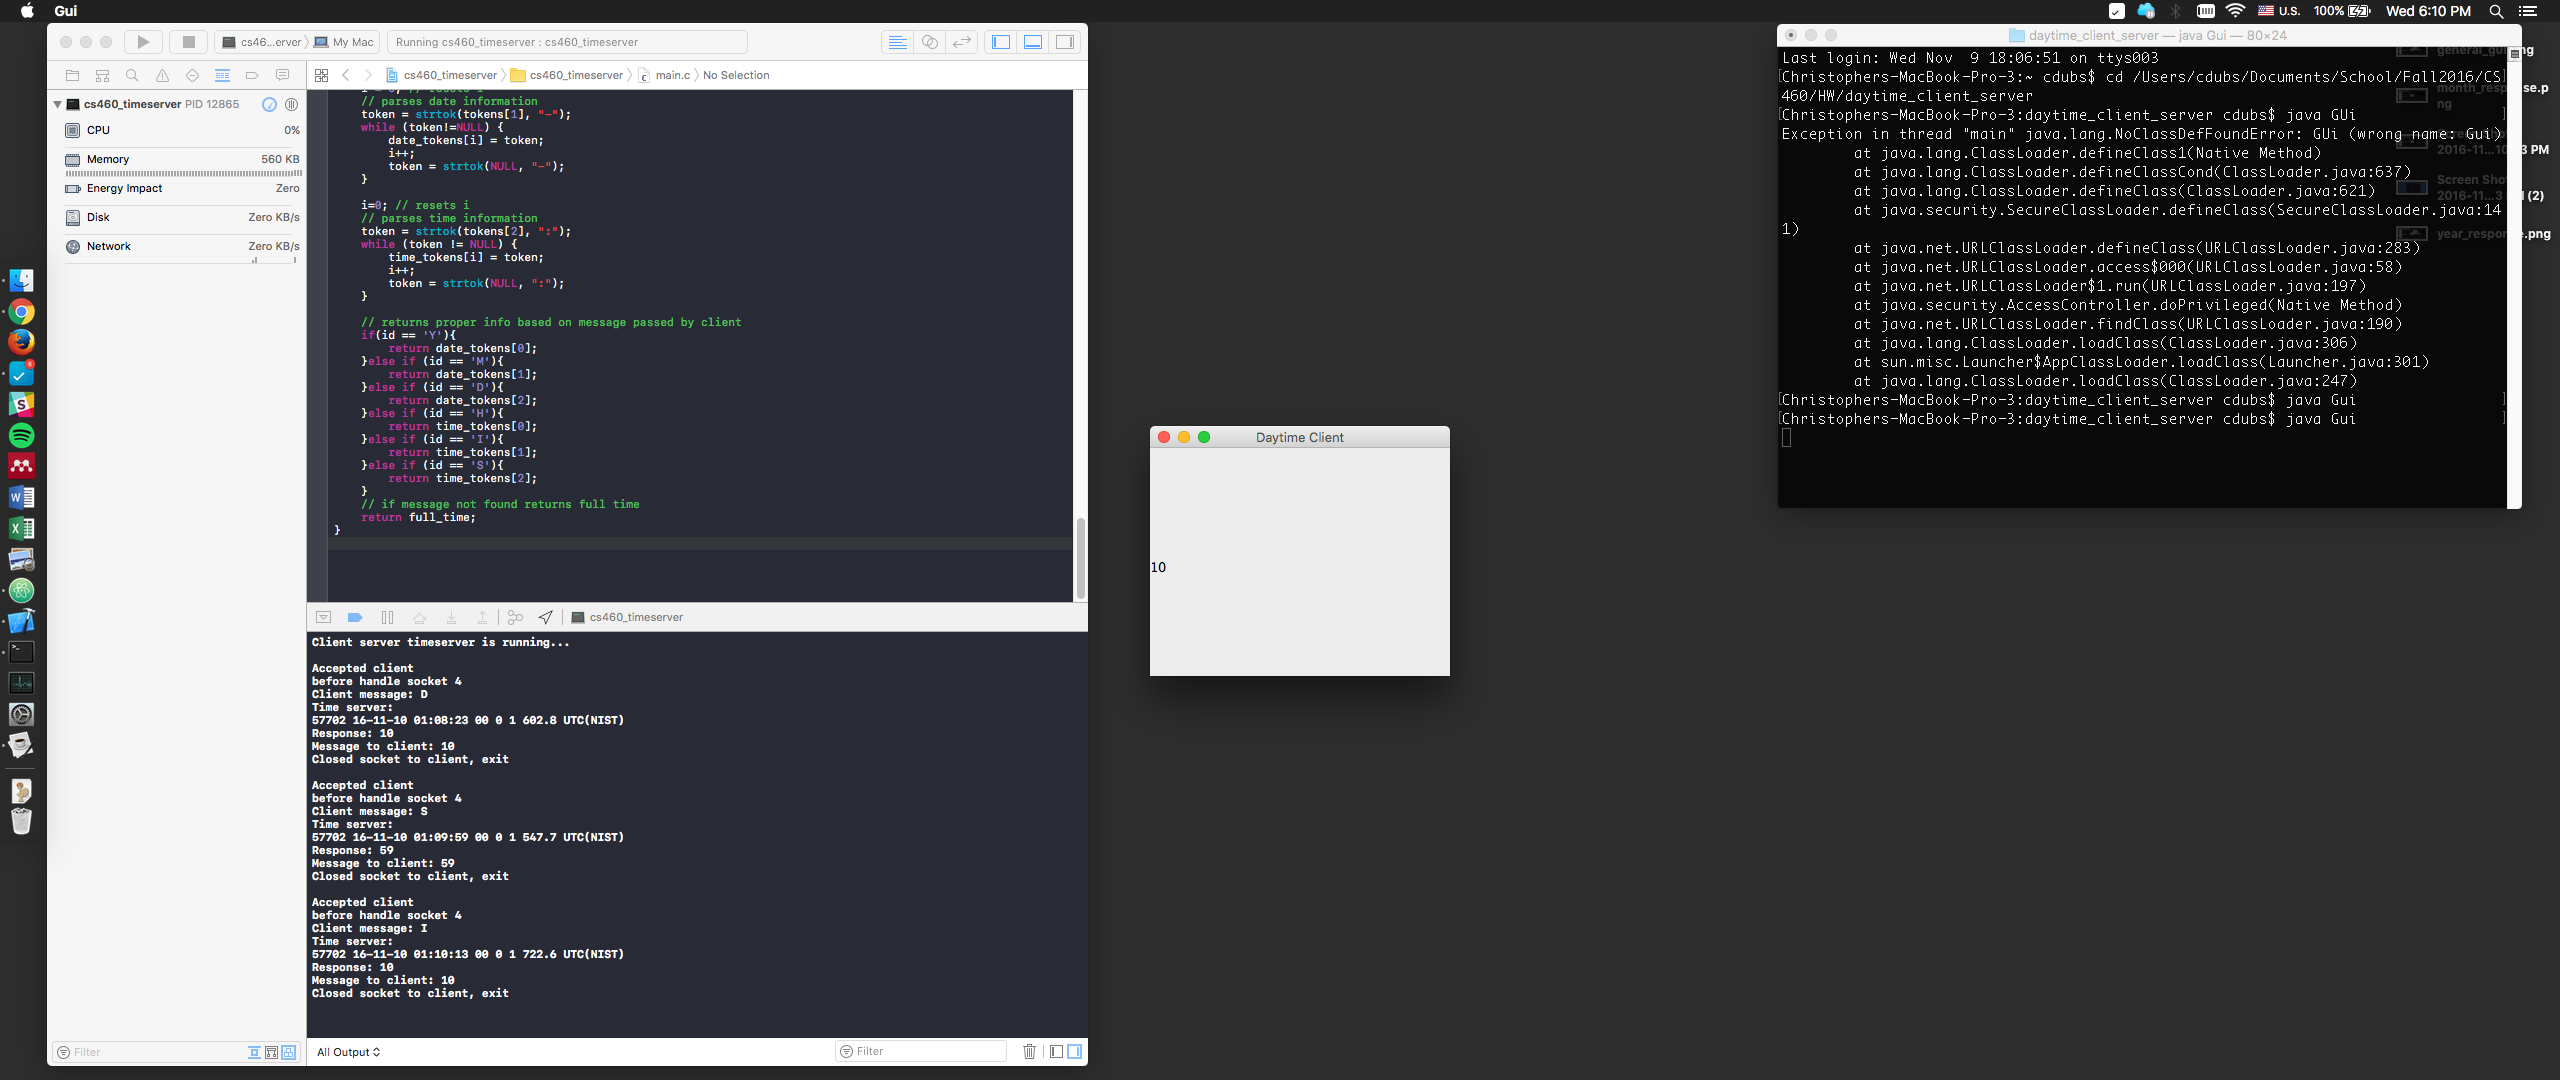 Gui
U.S.
100%
Wed 6:10 PM
cs46...erver
My Mac
Running cs460_timeserver : cs460_timeserver
cs460_timeserver
cs460_timeserver
main.c
No Selection
cs460_timeserver PID 12865
CPU 0%
Memory 560 KB
Energy Impact Zero
Disk Zero KB/s
Network Zero KB/s
Filter
// parses date information
token = strtok(tokens[1], "-");
while (token!=NULL) {
date_tokens[i] = token;
i++;
token = strtok(NULL, "-");
}
i=0; // resets i
// parses time information
token = strtok(tokens[2], ":");
while (token != NULL) {
time_tokens[i] = token;
i++;
token = strtok(NULL, ":");
}
// returns proper info based on message passed by client
if(id == 'Y'){
return date_tokens[0];
}else if (id == 'M'){
return date_tokens[1];
}else if (id == 'D'){
return date_tokens[2];
}else if (id == 'H'){
return time_tokens[0];
}else if (id == 'I'){
return time_tokens[1];
}else if (id == 'S'){
return time_tokens[2];
}
// if message not found returns full time
return full_time;
}
cs460_timeserver
Client server timeserver is running...
Accepted client
before handle socket 4
Client message: D
Time server:
57702 16-11-10 01:08:23 00 0 1 602.8 UTC(NIST)
Response: 10
Message to client: 10
Closed socket to client, exit
Accepted client
before handle socket 4
Client message: S
Time server:
57702 16-11-10 01:09:59 00 0 1 547.7 UTC(NIST)
Response: 59
Message to client: 59
Closed socket to client, exit
Accepted client
before handle socket 4
Client message: I
Time server:
57702 16-11-10 01:10:13 00 0 1 722.6 UTC(NIST)
Response: 10
Message to client: 10
Closed socket to client, exit
All Output
Filter
Daytime Client
10
daytime_client_server — java Gui — 80×24
Last login: Wed Nov  9 18:06:51 on ttys003
[Christophers-MacBook-Pro-3:~ cdubs$ cd /Users/cdubs/Documents/School/Fall2016/CS]
460/HW/daytime_client_server
[Christophers-MacBook-Pro-3:daytime_client_server cdubs$ java GUi ]
Exception in thread "main" java.lang.NoClassDefFoundError: GUi (wrong name: Gui)
at java.lang.ClassLoader.defineClass1(Native Method)
at java.lang.ClassLoader.defineClassCond(ClassLoader.java:637)
at java.lang.ClassLoader.defineClass(ClassLoader.java:621)
at java.security.SecureClassLoader.defineClass(SecureClassLoader.java:14
1)
at java.net.URLClassLoader.defineClass(URLClassLoader.java:283)
at java.net.URLClassLoader.access$000(URLClassLoader.java:58)
at java.net.URLClassLoader$1.run(URLClassLoader.java:197)
at java.security.AccessController.doPrivileged(Native Method)
at java.net.URLClassLoader.findClass(URLClassLoader.java:190)
at java.lang.ClassLoader.loadClass(ClassLoader.java:306)
at sun.misc.Launcher$AppClassLoader.loadClass(Launcher.java:301)
at java.lang.ClassLoader.loadClass(ClassLoader.java:247)
[Christophers-MacBook-Pro-3:daytime_client_server cdubs$ java Gui ]
[Christophers-MacBook-Pro-3:daytime_client_server cdubs$ java Gui ]
month_response.p
ng
2016-11...10
3 PM
Screen Sho
2016-11...3
(2)
year_response.png